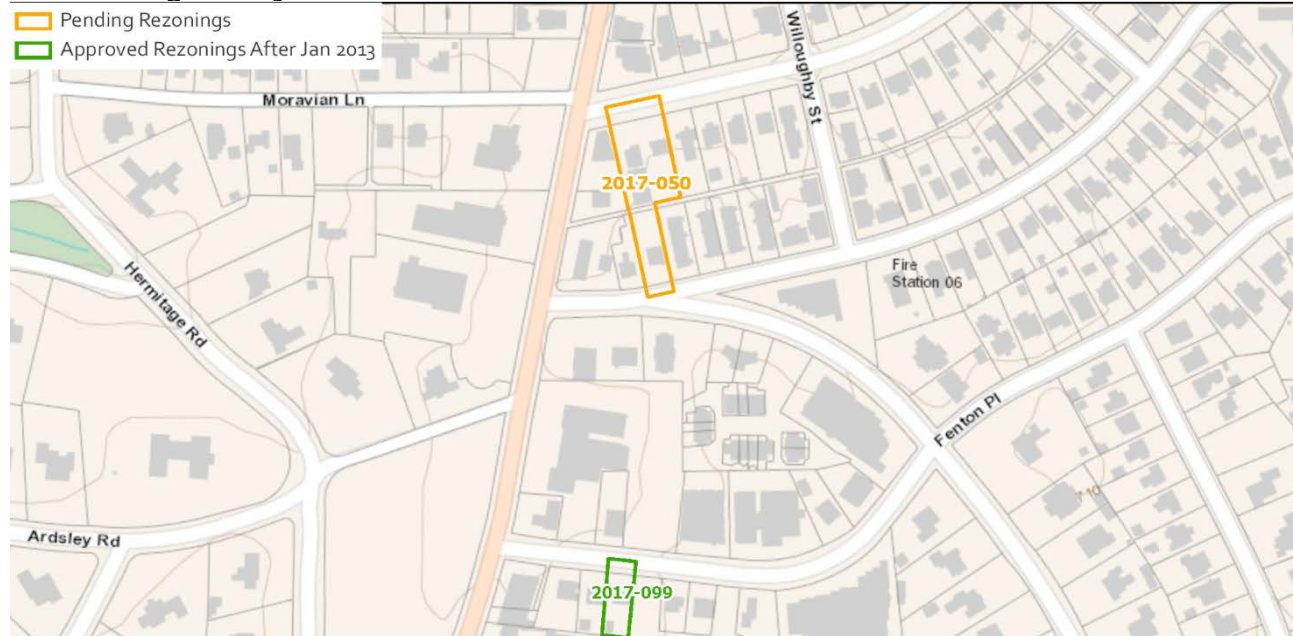 Pending Rezonings
Approved Rezonings After Jan 2013
Moravian Ln
Willoughby St
2017-050
Hermitage Rd
Fire
Station 06
Fenton Pl
710
Ardsley Rd
2017-099